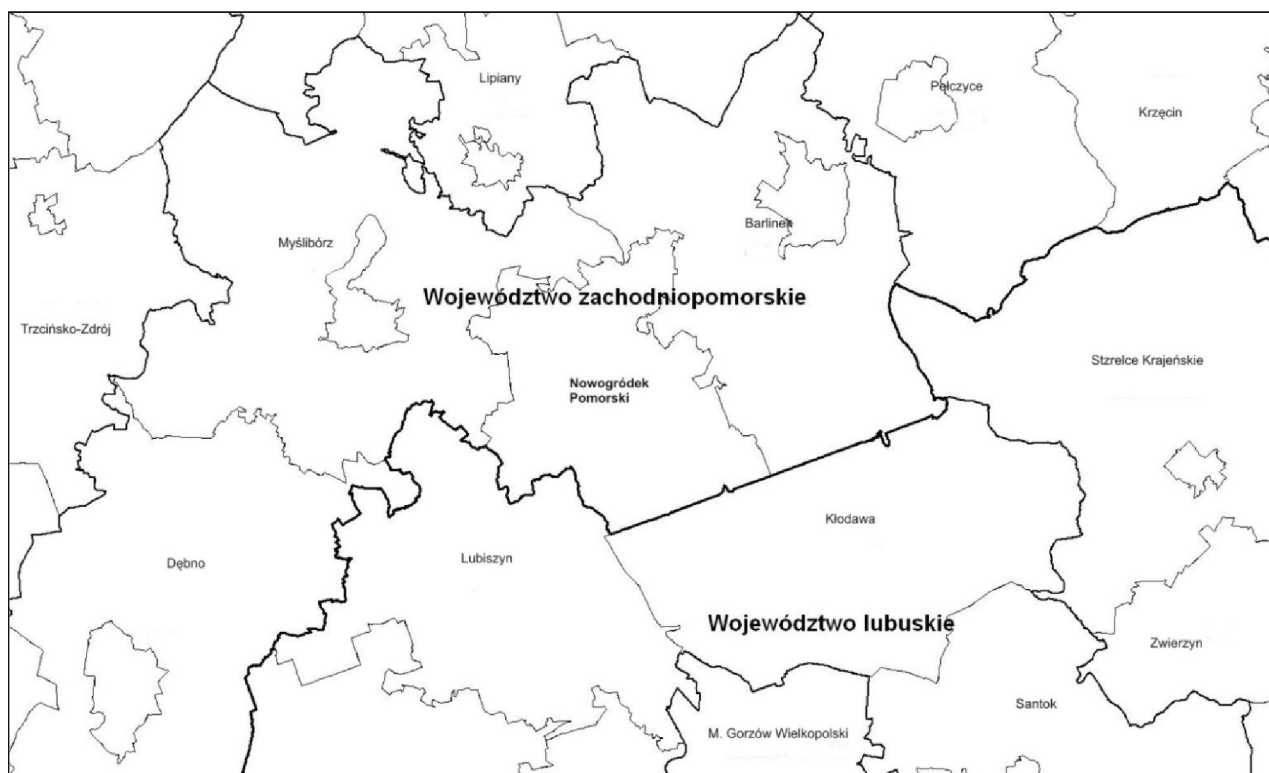 Lipiany
Pełczyce
Krzęcin
Barlinek
Myślibórz
Województwo zachodniopomorskie
Trzcińsko-Zdrój
Stzrelce Krajeńskie
Nowogródek
Pomorski
Kłodawa
Lubiszyn
Dębno
Województwo lubuskie
Zwierzyn
Santok
M. Gorzów Wielkopolski